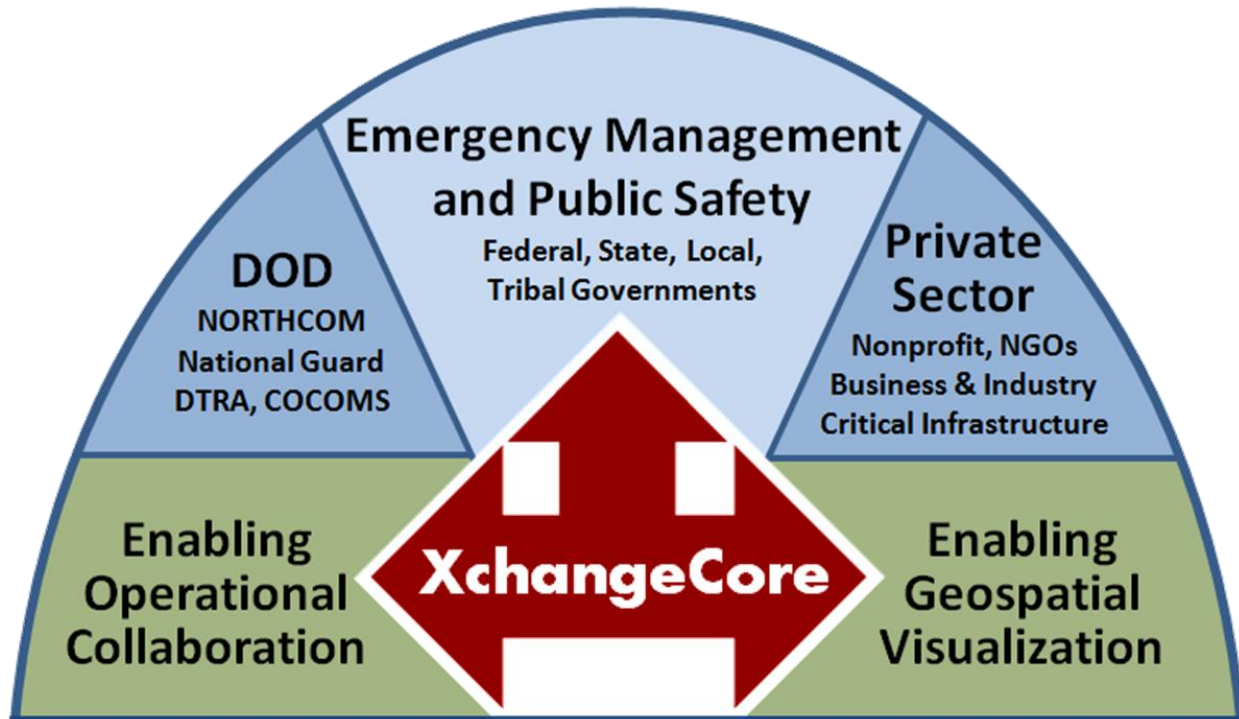 Emergency Management
and Public Safety
Federal, State, Local,
Tribal Governments
DOD
NORTHCOM
National Guard
DTRA, COCOMS
Private
Sector
Nonprofit, NGOs
Business & Industry
Critical Infrastructure
Enabling
Operational
Collaboration
XchangeCore
Enabling
Geospatial
Visualization